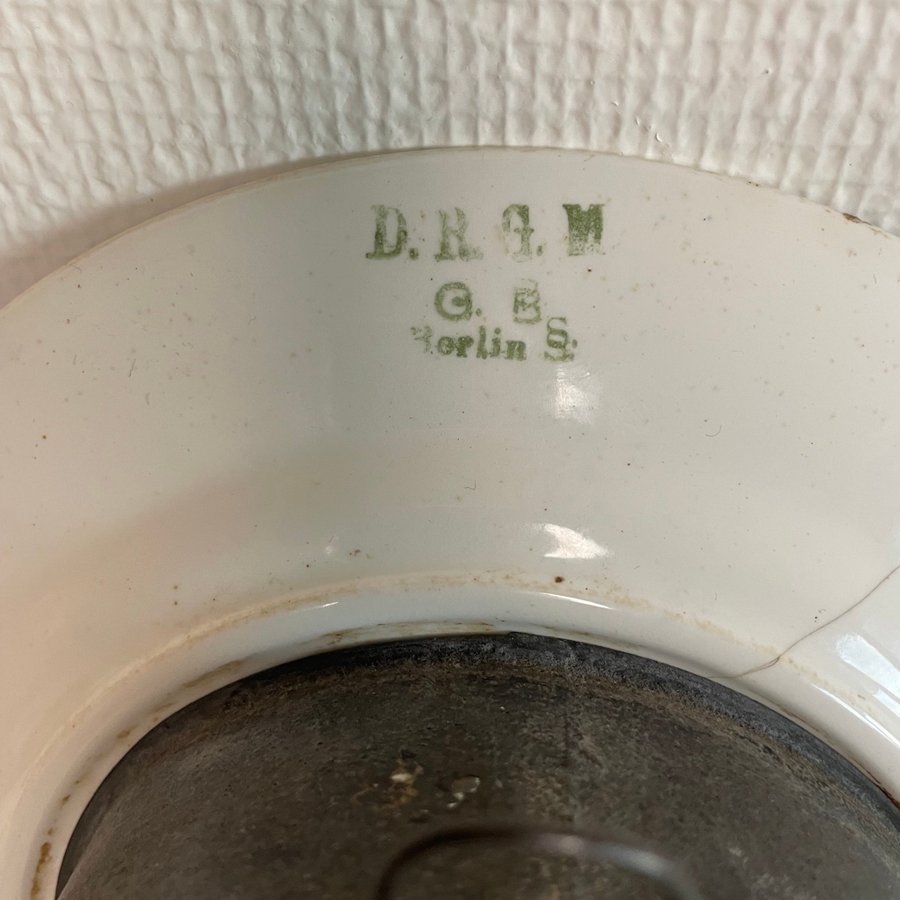 D. R. G. M
G. B.
Berlin S.